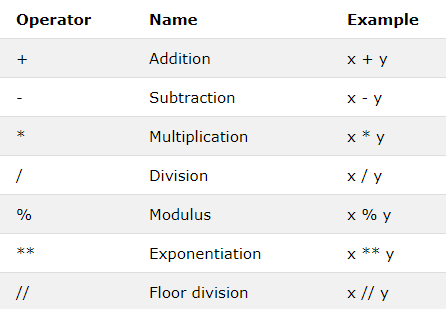 Operator Name Example
+ Addition x + y
- Subtraction x - y
* Multiplication x * y
/ Division x / y
% Modulus x % y
** Exponentiation x ** y
// Floor division x // y